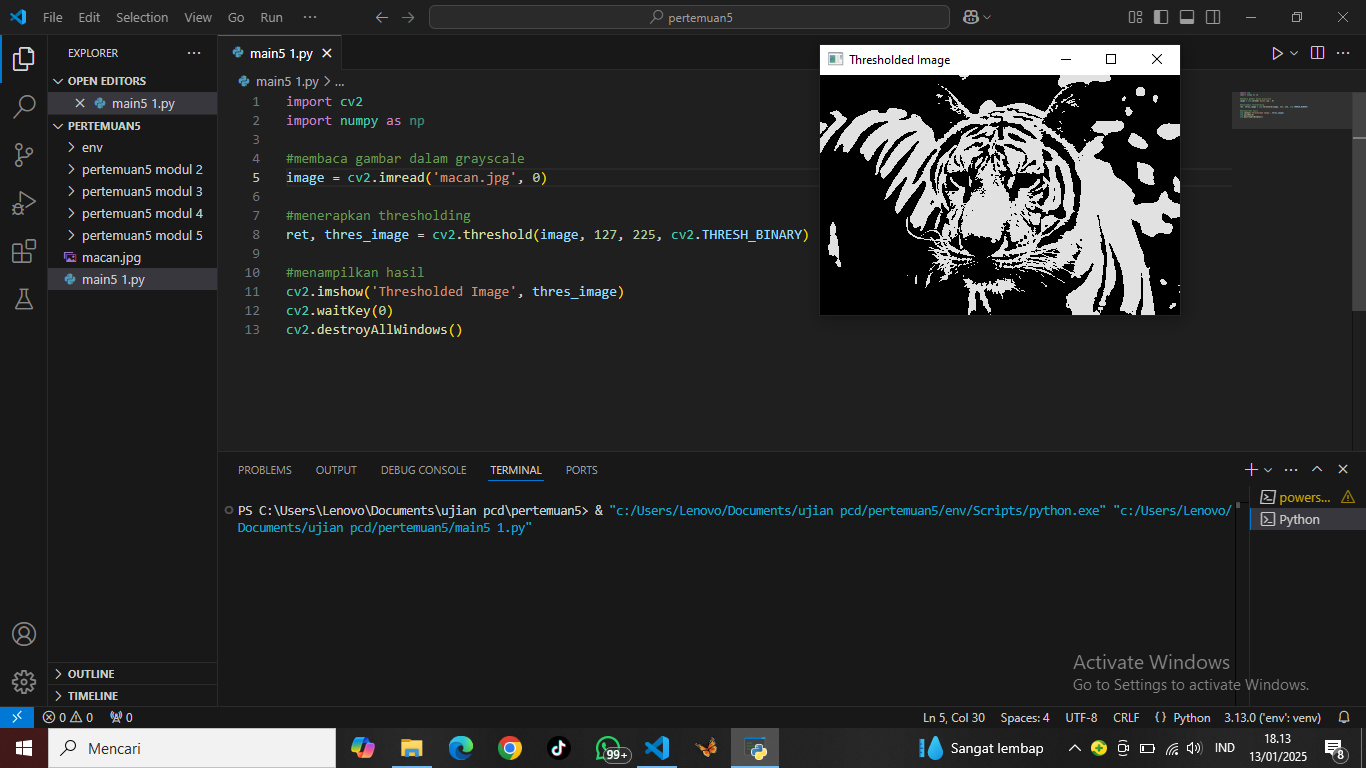 File Edit Selection View Go Run ··· pertemuan5
EXPLORER ···
OPEN EDITORS
main5 1.py
PERTEMUAN5
env
pertemuan5 modul 2
pertemuan5 modul 3
pertemuan5 modul 4
pertemuan5 modul 5
macan.jpg
main5 1.py
OUTLINE
TIMELINE
main5 1.py
main5 1.py > ...
1 import cv2
2 import numpy as np
3
4 #membaca gambar dalam grayscale
5 image = cv2.imread('macan.jpg', 0)
6
7 #menerapkan thresholding
8 ret, thres_image = cv2.threshold(image, 127, 225, cv2.THRESH_BINARY)
9
10 #menampilkan hasil
11 cv2.imshow('Thresholded Image', thres_image)
12 cv2.waitKey(0)
13 cv2.destroyAllWindows()
Thresholded Image
PROBLEMS OUTPUT DEBUG CONSOLE TERMINAL PORTS
PS C:\Users\Lenovo\Documents\ujian pcd\pertemuan5> & "c:/Users/Lenovo/Documents/ujian pcd/pertemuan5/env/Scripts/python.exe" "c:/Users/Lenovo/
Documents/ujian pcd/pertemuan5/main5 1.py"
powers...
Python
Activate Windows
Go to Settings to activate Windows.
0 0 0 Ln 5, Col 30 Spaces: 4 UTF-8 CRLF {} Python 3.13.0 ('env': venv)
Mencari 99+ Sangat lembap IND 18.13
13/01/2025 8